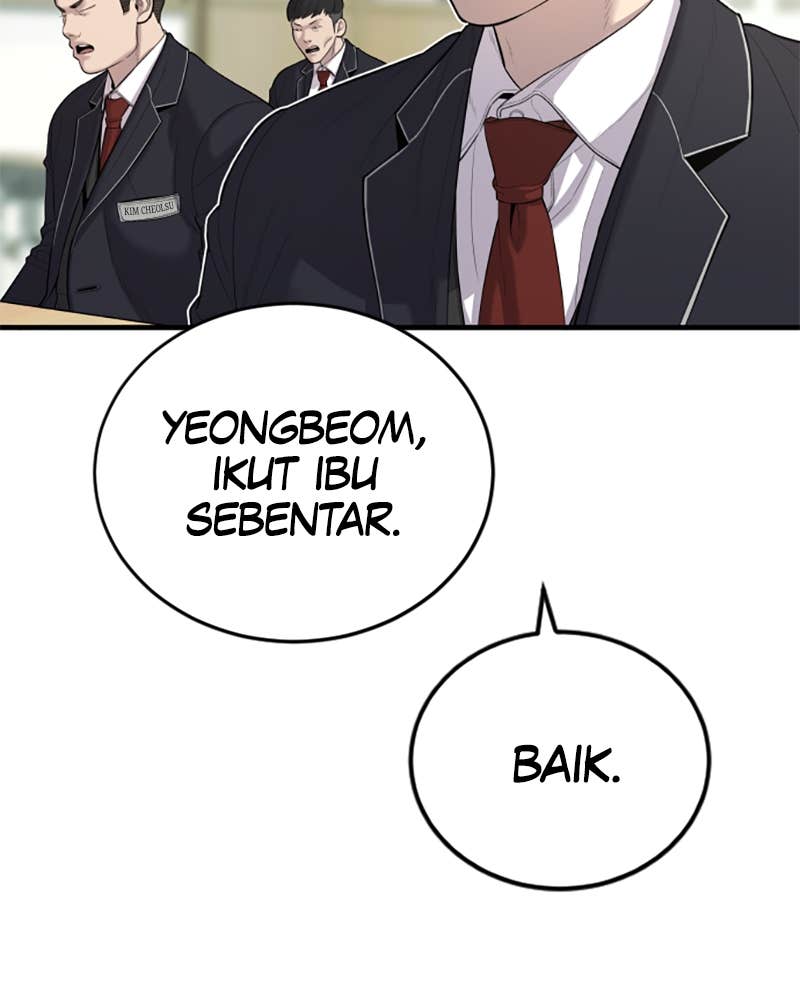 KIM CHEOLSU
YEONGBEOM,
IKUT IBU
SEBENTAR.
BAIK.